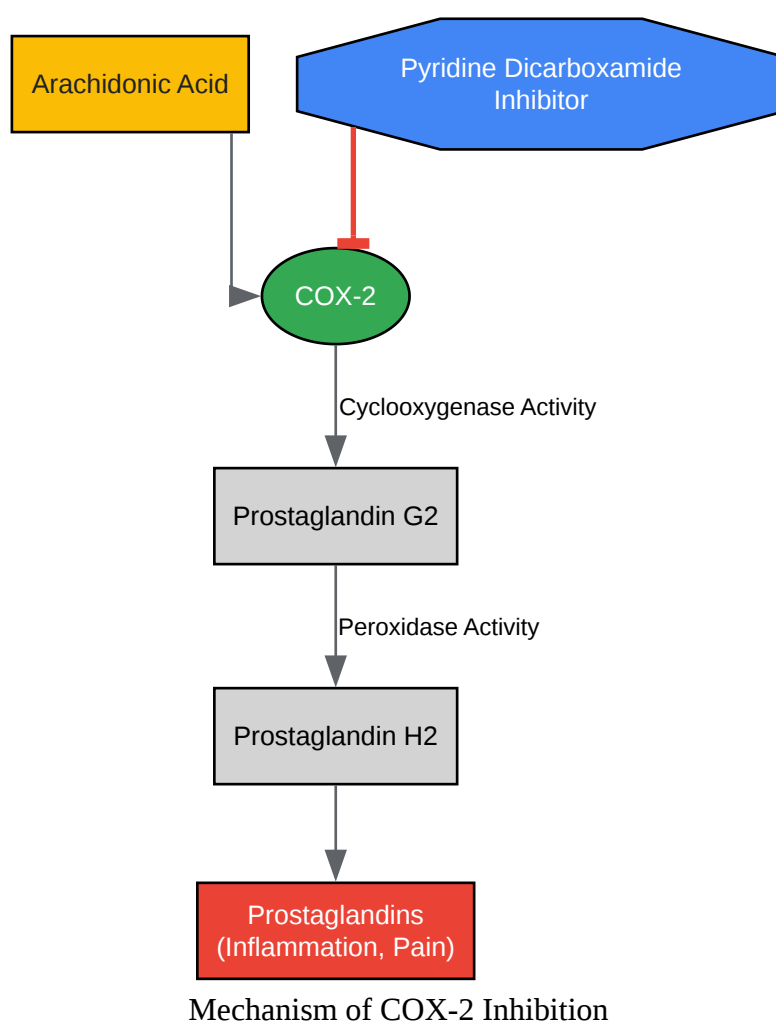 Arachidonic Acid
Pyridine Dicarboxamide
Inhibitor
COX-2
Cyclooxygenase Activity
Prostaglandin G2
Peroxidase Activity
Prostaglandin H2
Prostaglandins
(Inflammation, Pain)
Mechanism of COX-2 Inhibition